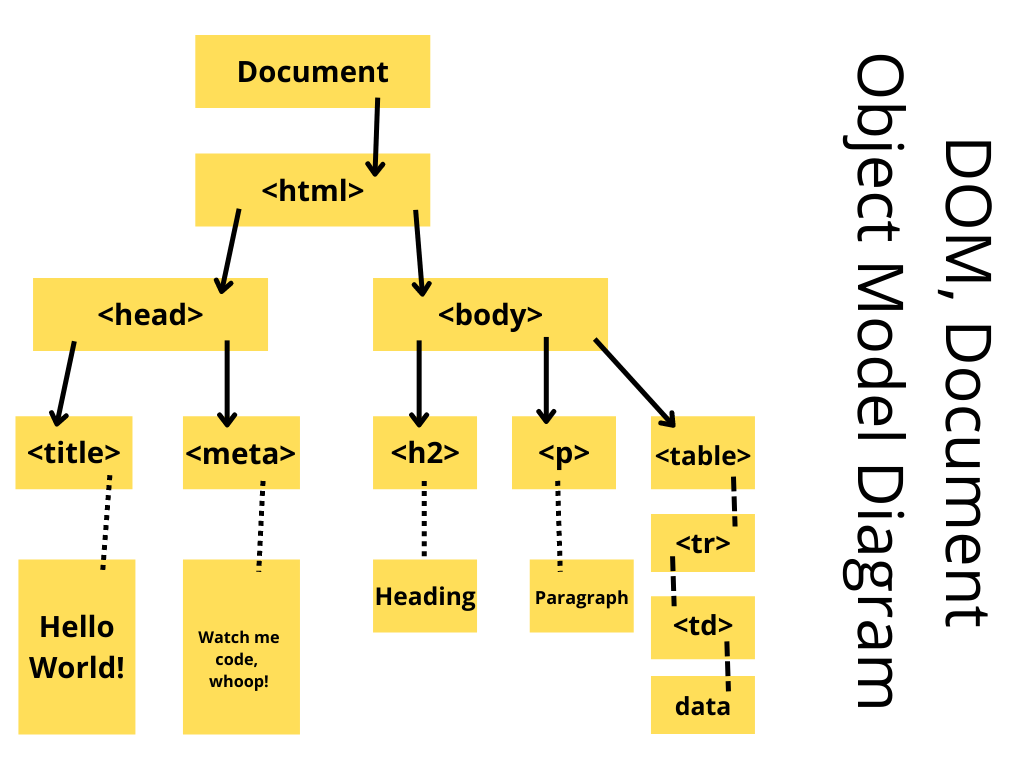 Document
<html>
<head>
<body>
<title>
<meta>
<h2>
<p>
<table>
<tr>
<td>
data
Hello
World!
Watch me
code,
whoop!
Heading
Paragraph
DOM, Document
Object Model Diagram